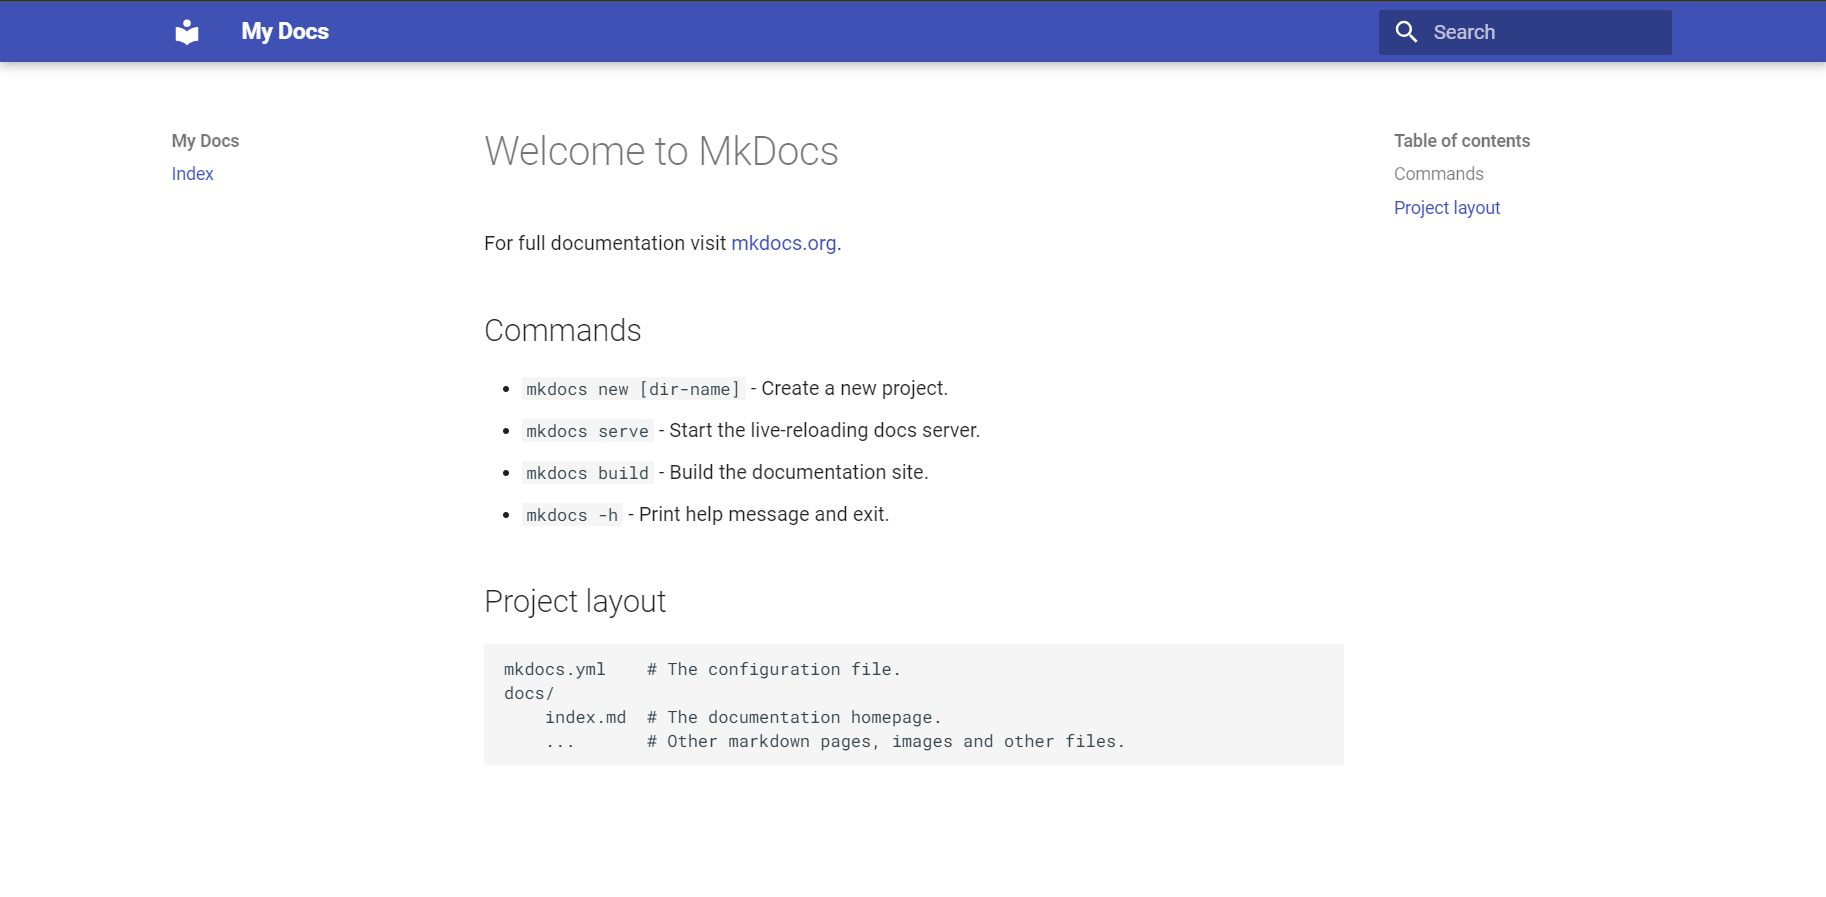 My Docs
Search
My Docs
Index
Welcome to MkDocs
For full documentation visit mkdocs.org.
Commands
mkdocs new [dir-name] - Create a new project.
mkdocs serve - Start the live-reloading docs server.
mkdocs build - Build the documentation site.
mkdocs -h - Print help message and exit.
Project layout
mkdocs.yml    # The configuration file.
docs/
    index.md  # The documentation homepage.
    ...       # Other markdown pages, images and other files.
Table of contents
Commands
Project layout